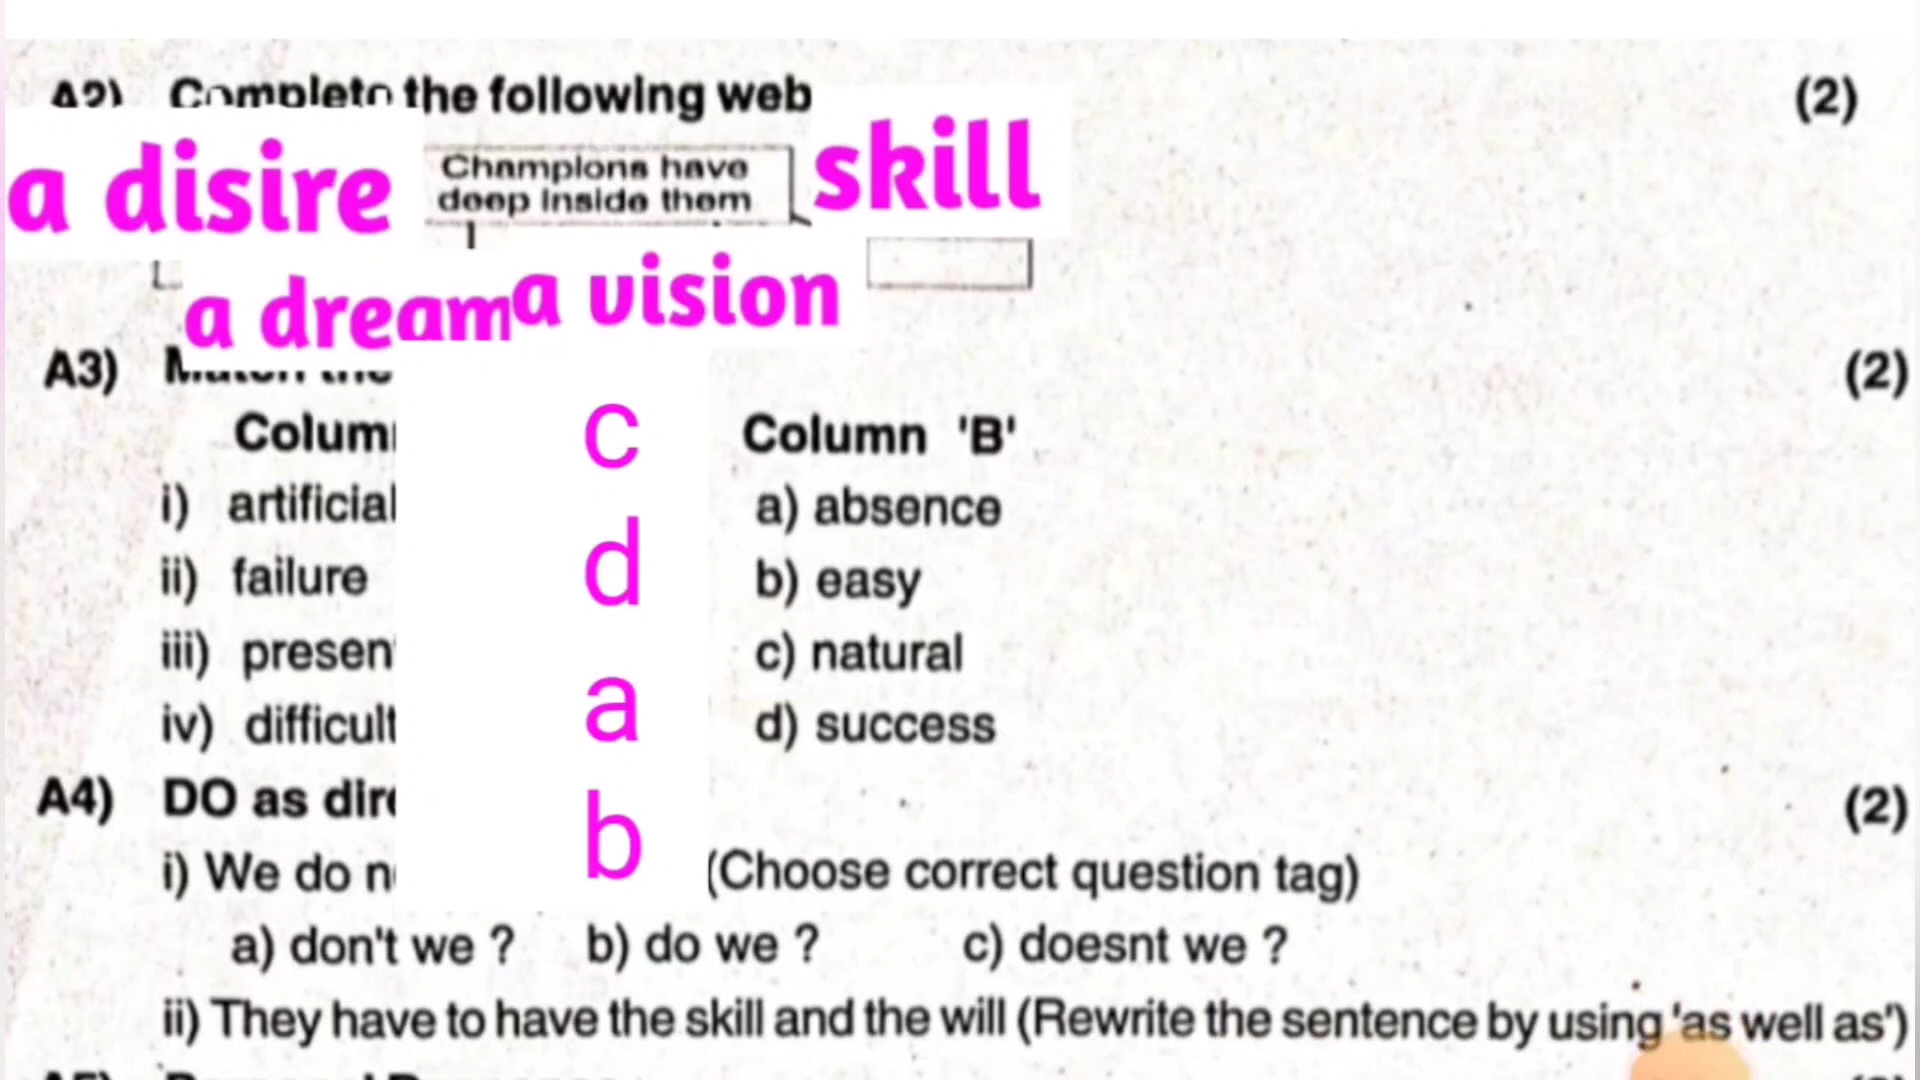 A2) Complete the following web (2)
a disire Champions have skill
deep inside them
a dream a vision
A3) (2)
Column 'B'
i) artificial c a) absence
ii) failure d b) easy
iii) a c) natural
iv) difficult b d) success
A4) DO as (2)
i) We do (Choose correct question tag)
a) don't we ? b) do we ? c) doesnt we ?
ii) They have to have the skill and the will (Rewrite the sentence by using 'as well as')